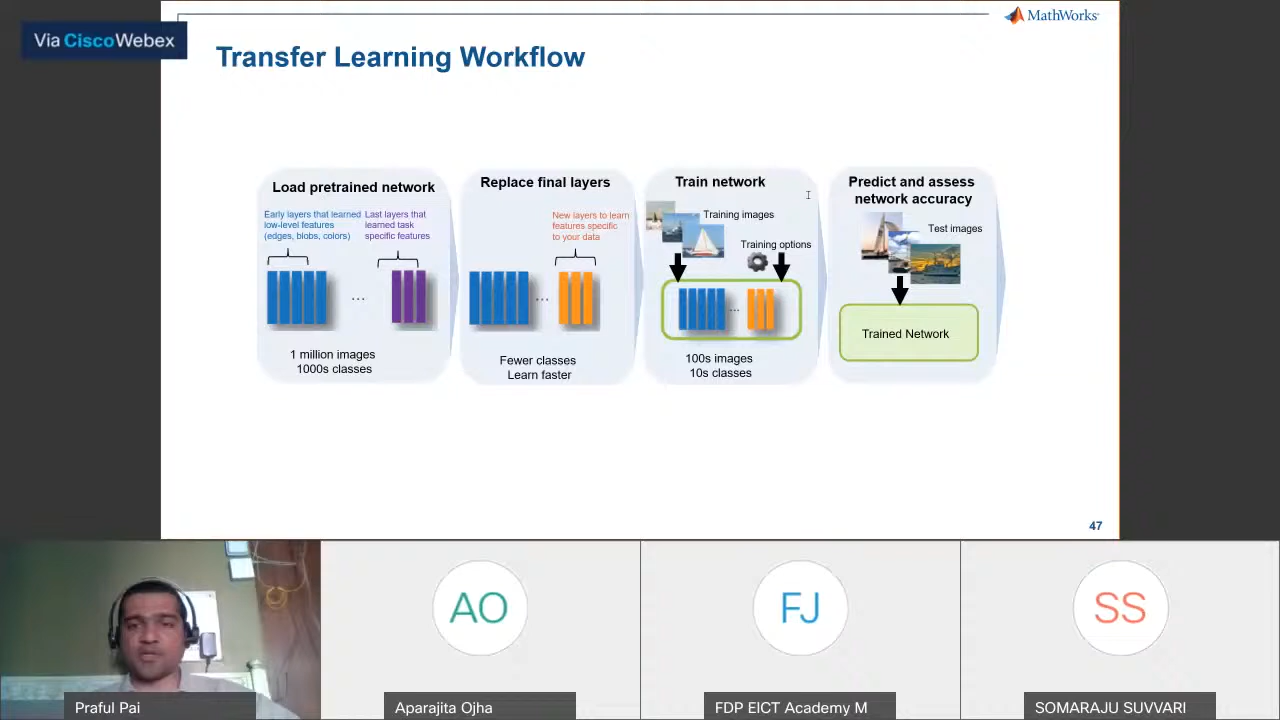 MathWorks
Via Cisco Webex
Transfer Learning Workflow
Load pretrained network
Early layers that learned
low-level features
(edges, blobs, colors)
Last layers that
learned task
specific features
...
1 million images
1000s classes
Replace final layers
New layers to learn
features specific
to your data
...
Fewer classes
Learn faster
Train network
Training images
Training options
...
100s images
10s classes
Predict and assess
network accuracy
Test images
Trained Network
47
AO
FJ
SS
Praful Pai
Aparajita Ojha
FDP EICT Academy M
SOMARAJU SUVVARI